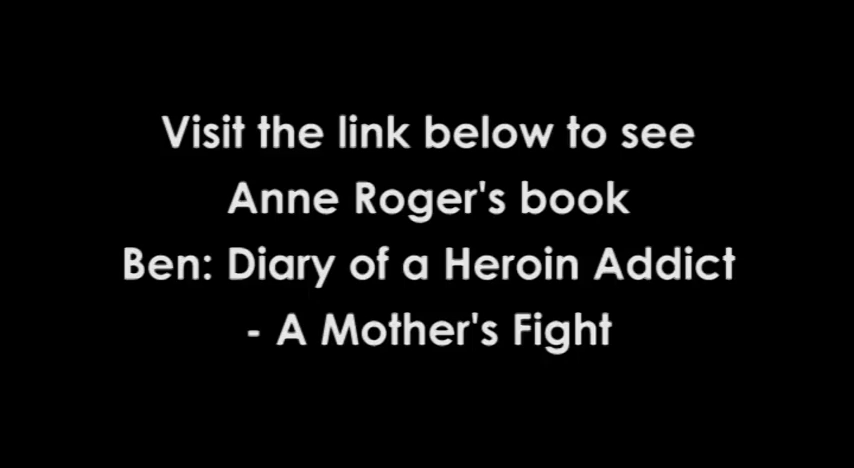 Visit the link below to see
Anne Roger's book
Ben: Diary of a Heroin Addict
- A Mother's Fight